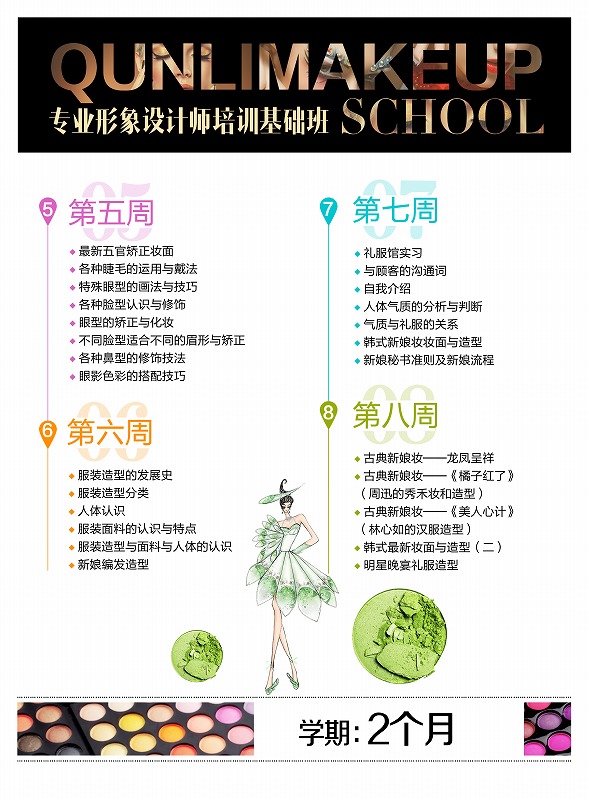 QUNLIMAKEUP
专业形象设计师培训基础班 SCHOOL
05
5 第五周
最新五官矫正妆面
各种睫毛的运用与戴法
特殊眼型的画法与技巧
各种脸型认识与修饰
眼型的矫正与化妆
不同脸型适合不同的眉形与矫正
各种鼻型的修饰技法
眼影色彩的搭配技巧
06
6 第六周
服装造型的发展史
服装造型分类
人体认识
服装面料的认识与特点
服装造型与面料与人体的认识
新娘编发造型
07
7 第七周
礼服馆实习
与顾客的沟通词
自我介绍
人体气质的分析与判断
气质与礼服的关系
韩式新娘妆妆面与造型
新娘秘书准则及新娘流程
08
8 第八周
古典新娘妆——龙凤呈祥
古典新娘妆——《橘子红了》
（周迅的秀禾妆和造型）
古典新娘妆——《美人心计》
（林心如的汉服造型）
韩式最新妆面与造型（二）
明星晚宴礼服造型
学期：2个月